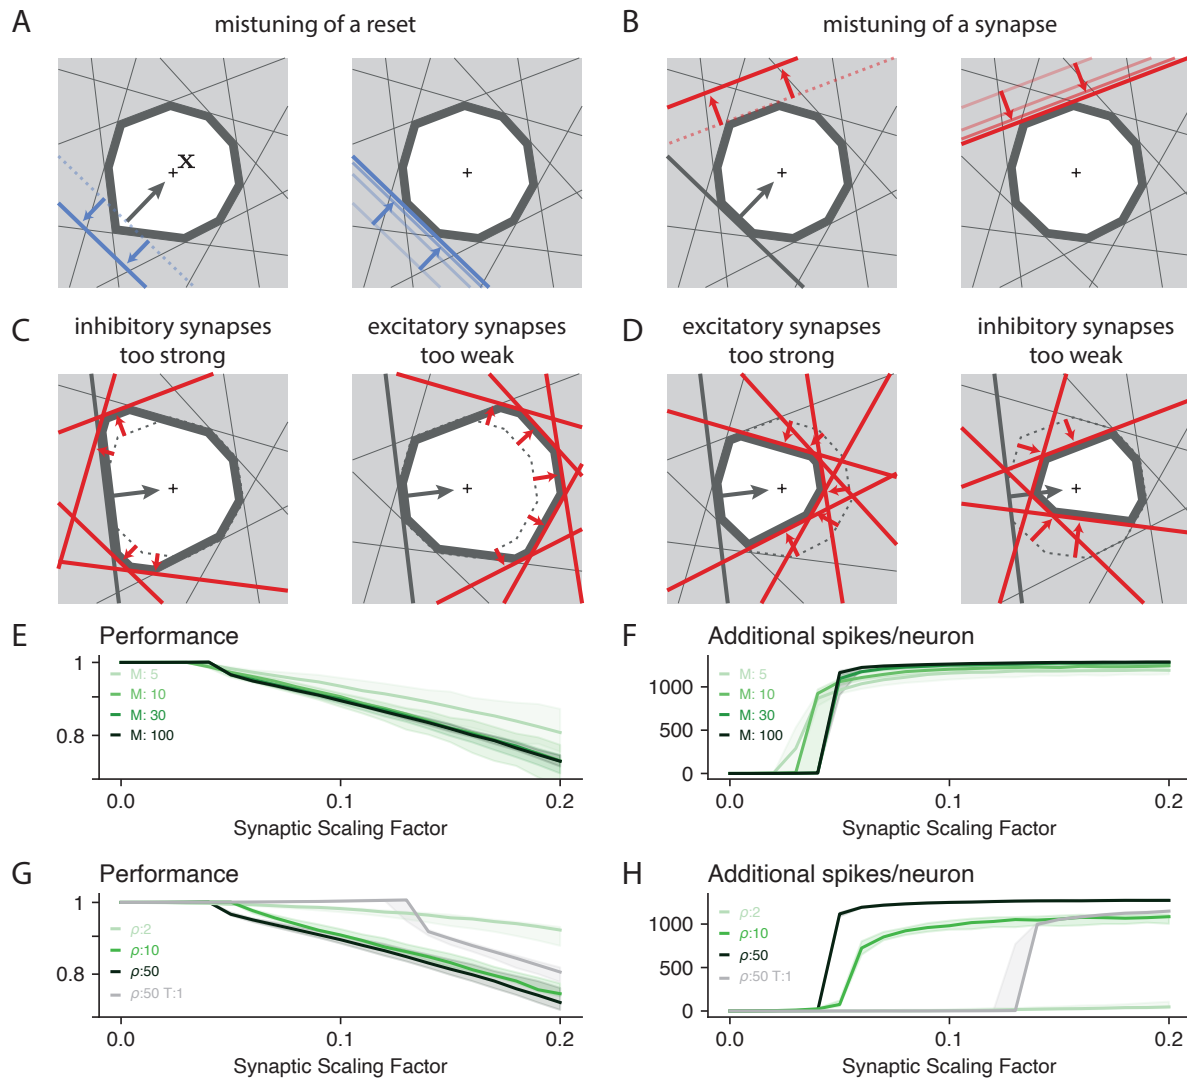 A
mistuning of a reset
B
mistuning of a synapse
x
+
+
+
+
C
inhibitory synapses
too strong
excitatory synapses
too weak
D
excitatory synapses
too strong
inhibitory synapses
too weak
+
+
+
+
E
Performance
1
0.8
M: 5
M: 10
M: 30
M: 100
0.0
0.1
0.2
Synaptic Scaling Factor
F
Additional spikes/neuron
1000
500
0
M: 5
M: 10
M: 30
M: 100
0.0
0.1
0.2
Synaptic Scaling Factor
G
Performance
1
0.8
ρ:2
ρ:10
ρ:50
ρ:50 T:1
0.0
0.1
0.2
Synaptic Scaling Factor
H
Additional spikes/neuron
1000
500
0
ρ:2
ρ:10
ρ:50
ρ:50 T:1
0.0
0.1
0.2
Synaptic Scaling Factor